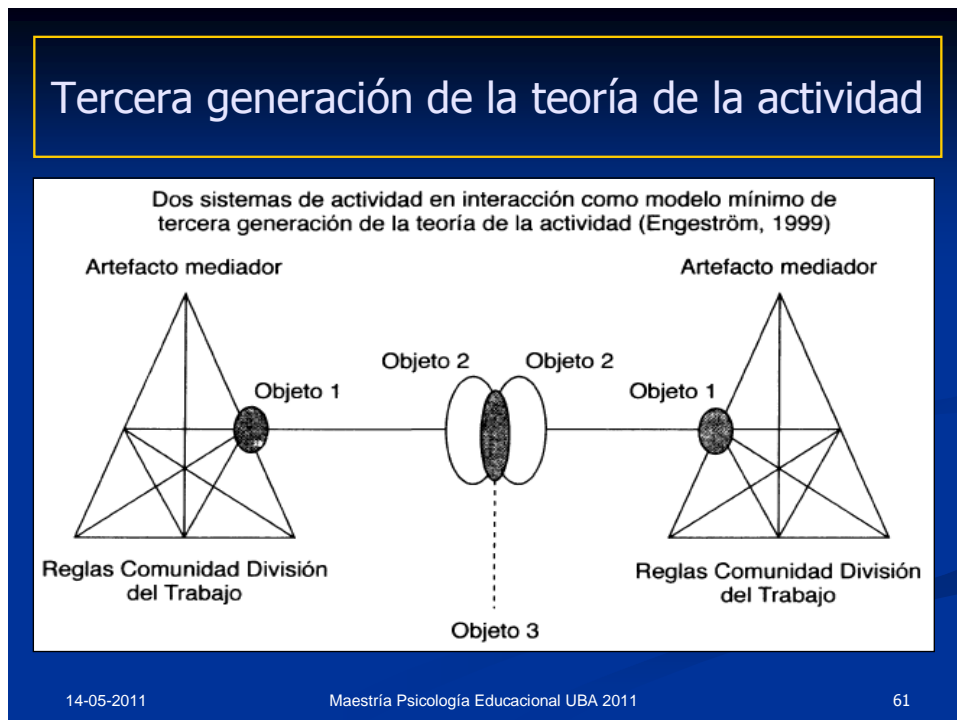 Tercera generación de la teoría de la actividad
Dos sistemas de actividad en interacción como modelo mínimo de
tercera generación de la teoría de la actividad (Engeström, 1999)
Artefacto mediador
Artefacto mediador
Objeto 2
Objeto 2
Objeto 1
Objeto 1
Reglas Comunidad División
del Trabajo
Reglas Comunidad División
del Trabajo
Objeto 3
14-05-2011
Maestría Psicología Educacional UBA 2011
61